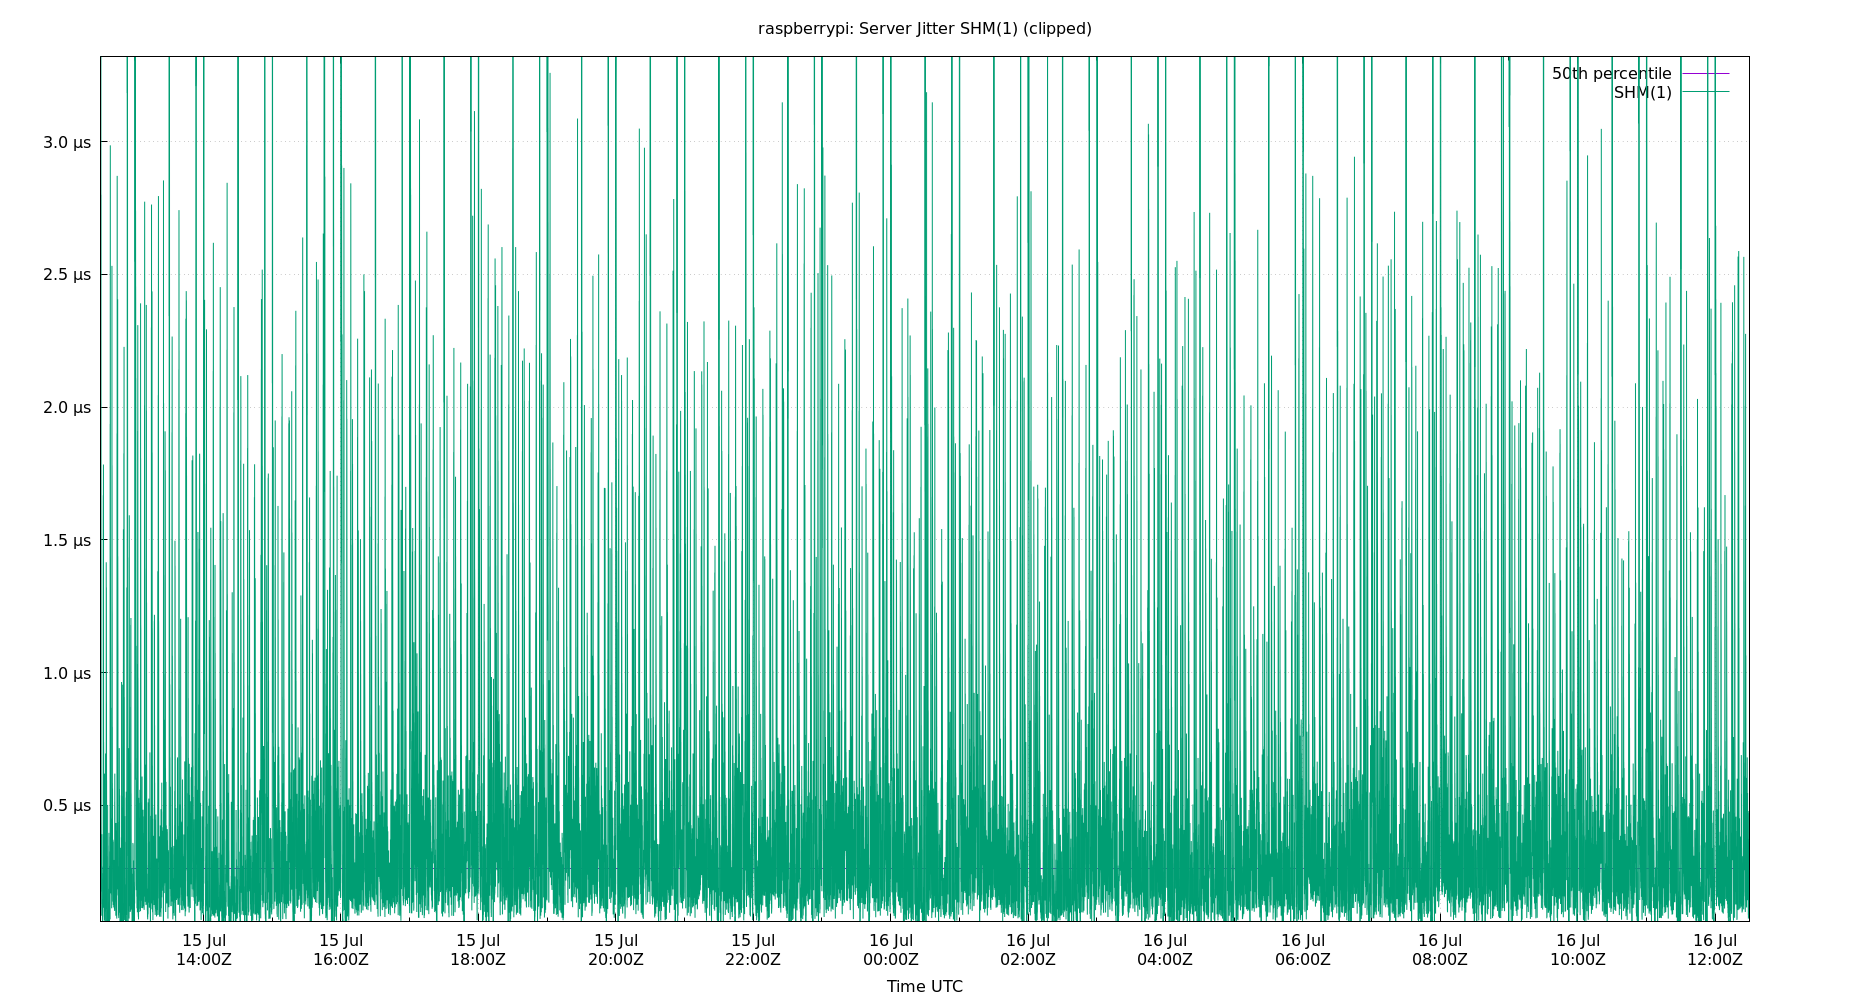 raspberrypi: Server Jitter SHM(1) (clipped)
50th percentile
SHM(1)
3.0 µs
2.5 µs
2.0 µs
1.5 µs
1.0 µs
0.5 µs
15 Jul 15 Jul 15 Jul 15 Jul 15 Jul 16 Jul 16 Jul 16 Jul 16 Jul 16 Jul 16 Jul 16 Jul
14:00Z 16:00Z 18:00Z 20:00Z 22:00Z 00:00Z 02:00Z 04:00Z 06:00Z 08:00Z 10:00Z 12:00Z
Time UTC